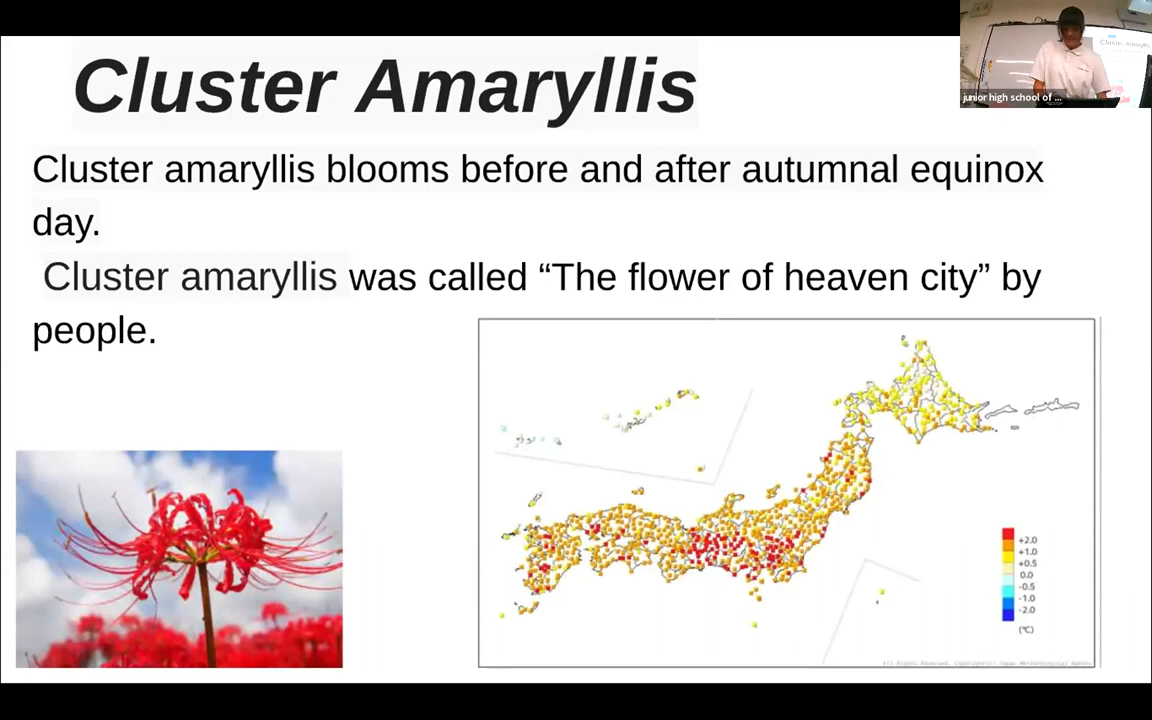 Cluster Amaryllis
Cluster amaryllis blooms before and after autumnal equinox
day.
Cluster amaryllis was called “The flower of heaven city” by
people.
junior high school of ...
Cluster Amaryllis
+2.0
+1.0
+0.5
0.0
-0.5
-1.0
-2.0
(℃)